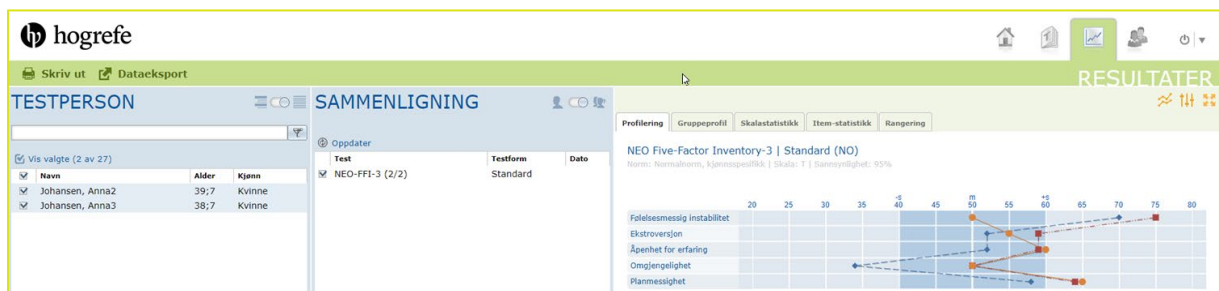 hogrefe
Skriv ut Dataeksport
RESULTATER
TESTPERSON
Vis valgte (2 av 27)
Navn Alder Kjønn
Johansen, Anna2 39;7 Kvinne
Johansen, Anna3 38;7 Kvinne
SAMMENLIGNING
Oppdater
Test Testform Dato
NEO-FFI-3 (2/2) Standard
Profilering Gruppeprofil Skalastatistikk Item-statistikk Rangering
NEO Five-Factor Inventory-3 | Standard (NO)
Norm: Normalnorm, kjønnsspesifikk | Skala: T | Sannsynlighet: 95%
-s m +s
20 25 30 35 40 45 50 55 60 65 70 75 80
Følelsesmessig instabilitet
Ekstroversjon
Åpenhet for erfaring
Omgjengelighet
Planmessighet